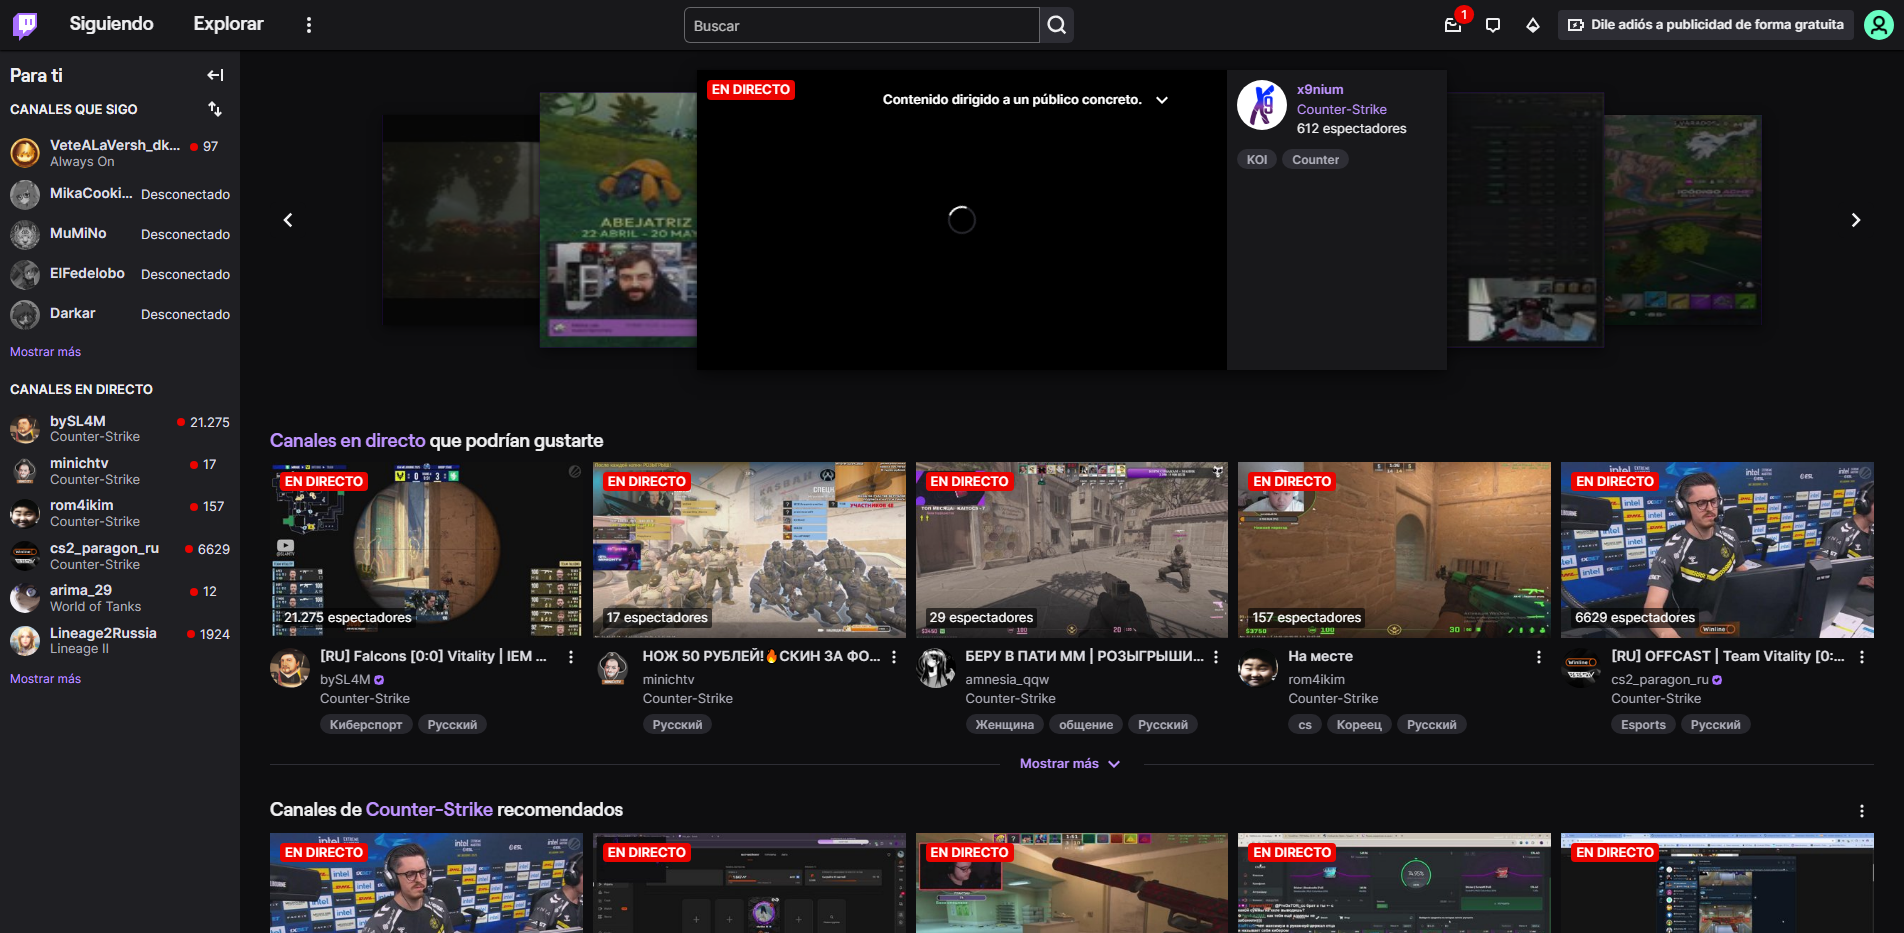 Siguiendo
Explorar
Buscar
1
Dile adiós a publicidad de forma gratuita
Para ti
CANALES QUE SIGO
VeteALaVersh_dk...
97
Always On
MikaCooki...
Desconectado
MuMiNo
Desconectado
ElFedelobo
Desconectado
Darkar
Desconectado
Mostrar más
CANALES EN DIRECTO
bySL4M
21.275
Counter-Strike
minichtv
17
Counter-Strike
rom4ikim
157
Counter-Strike
cs2_paragon_ru
6629
Counter-Strike
arima_29
12
World of Tanks
Lineage2Russia
1924
Lineage II
Mostrar más
ABEJATRIZ
22 ABRIL - 20 MAY
EN DIRECTO
Contenido dirigido a un público concreto.
x9nium
Counter-Strike
612 espectadores
KOI
Counter
Canales en directo que podrían gustarte
EN DIRECTO
21.275 espectadores
[RU] Falcons [0:0] Vitality | IEM ...
bySL4M
Counter-Strike
Киберспорт
Русский
EN DIRECTO
17 espectadores
НОЖ 50 РУБЛЕЙ!🔥СКИН ЗА ФО...
minichtv
Counter-Strike
Русский
EN DIRECTO
29 espectadores
БЕРУ В ПАТИ ММ | РОЗЫГРЫШИ...
amnesia_qqw
Counter-Strike
Женщина
общение
Русский
EN DIRECTO
157 espectadores
На месте
rom4ikim
Counter-Strike
cs
Кореец
Русский
EN DIRECTO
6629 espectadores
[RU] OFFCAST | Team Vitality [0:...
cs2_paragon_ru
Counter-Strike
Esports
Русский
Mostrar más
Canales de Counter-Strike recomendados
EN DIRECTO
EN DIRECTO
EN DIRECTO
EN DIRECTO
EN DIRECTO